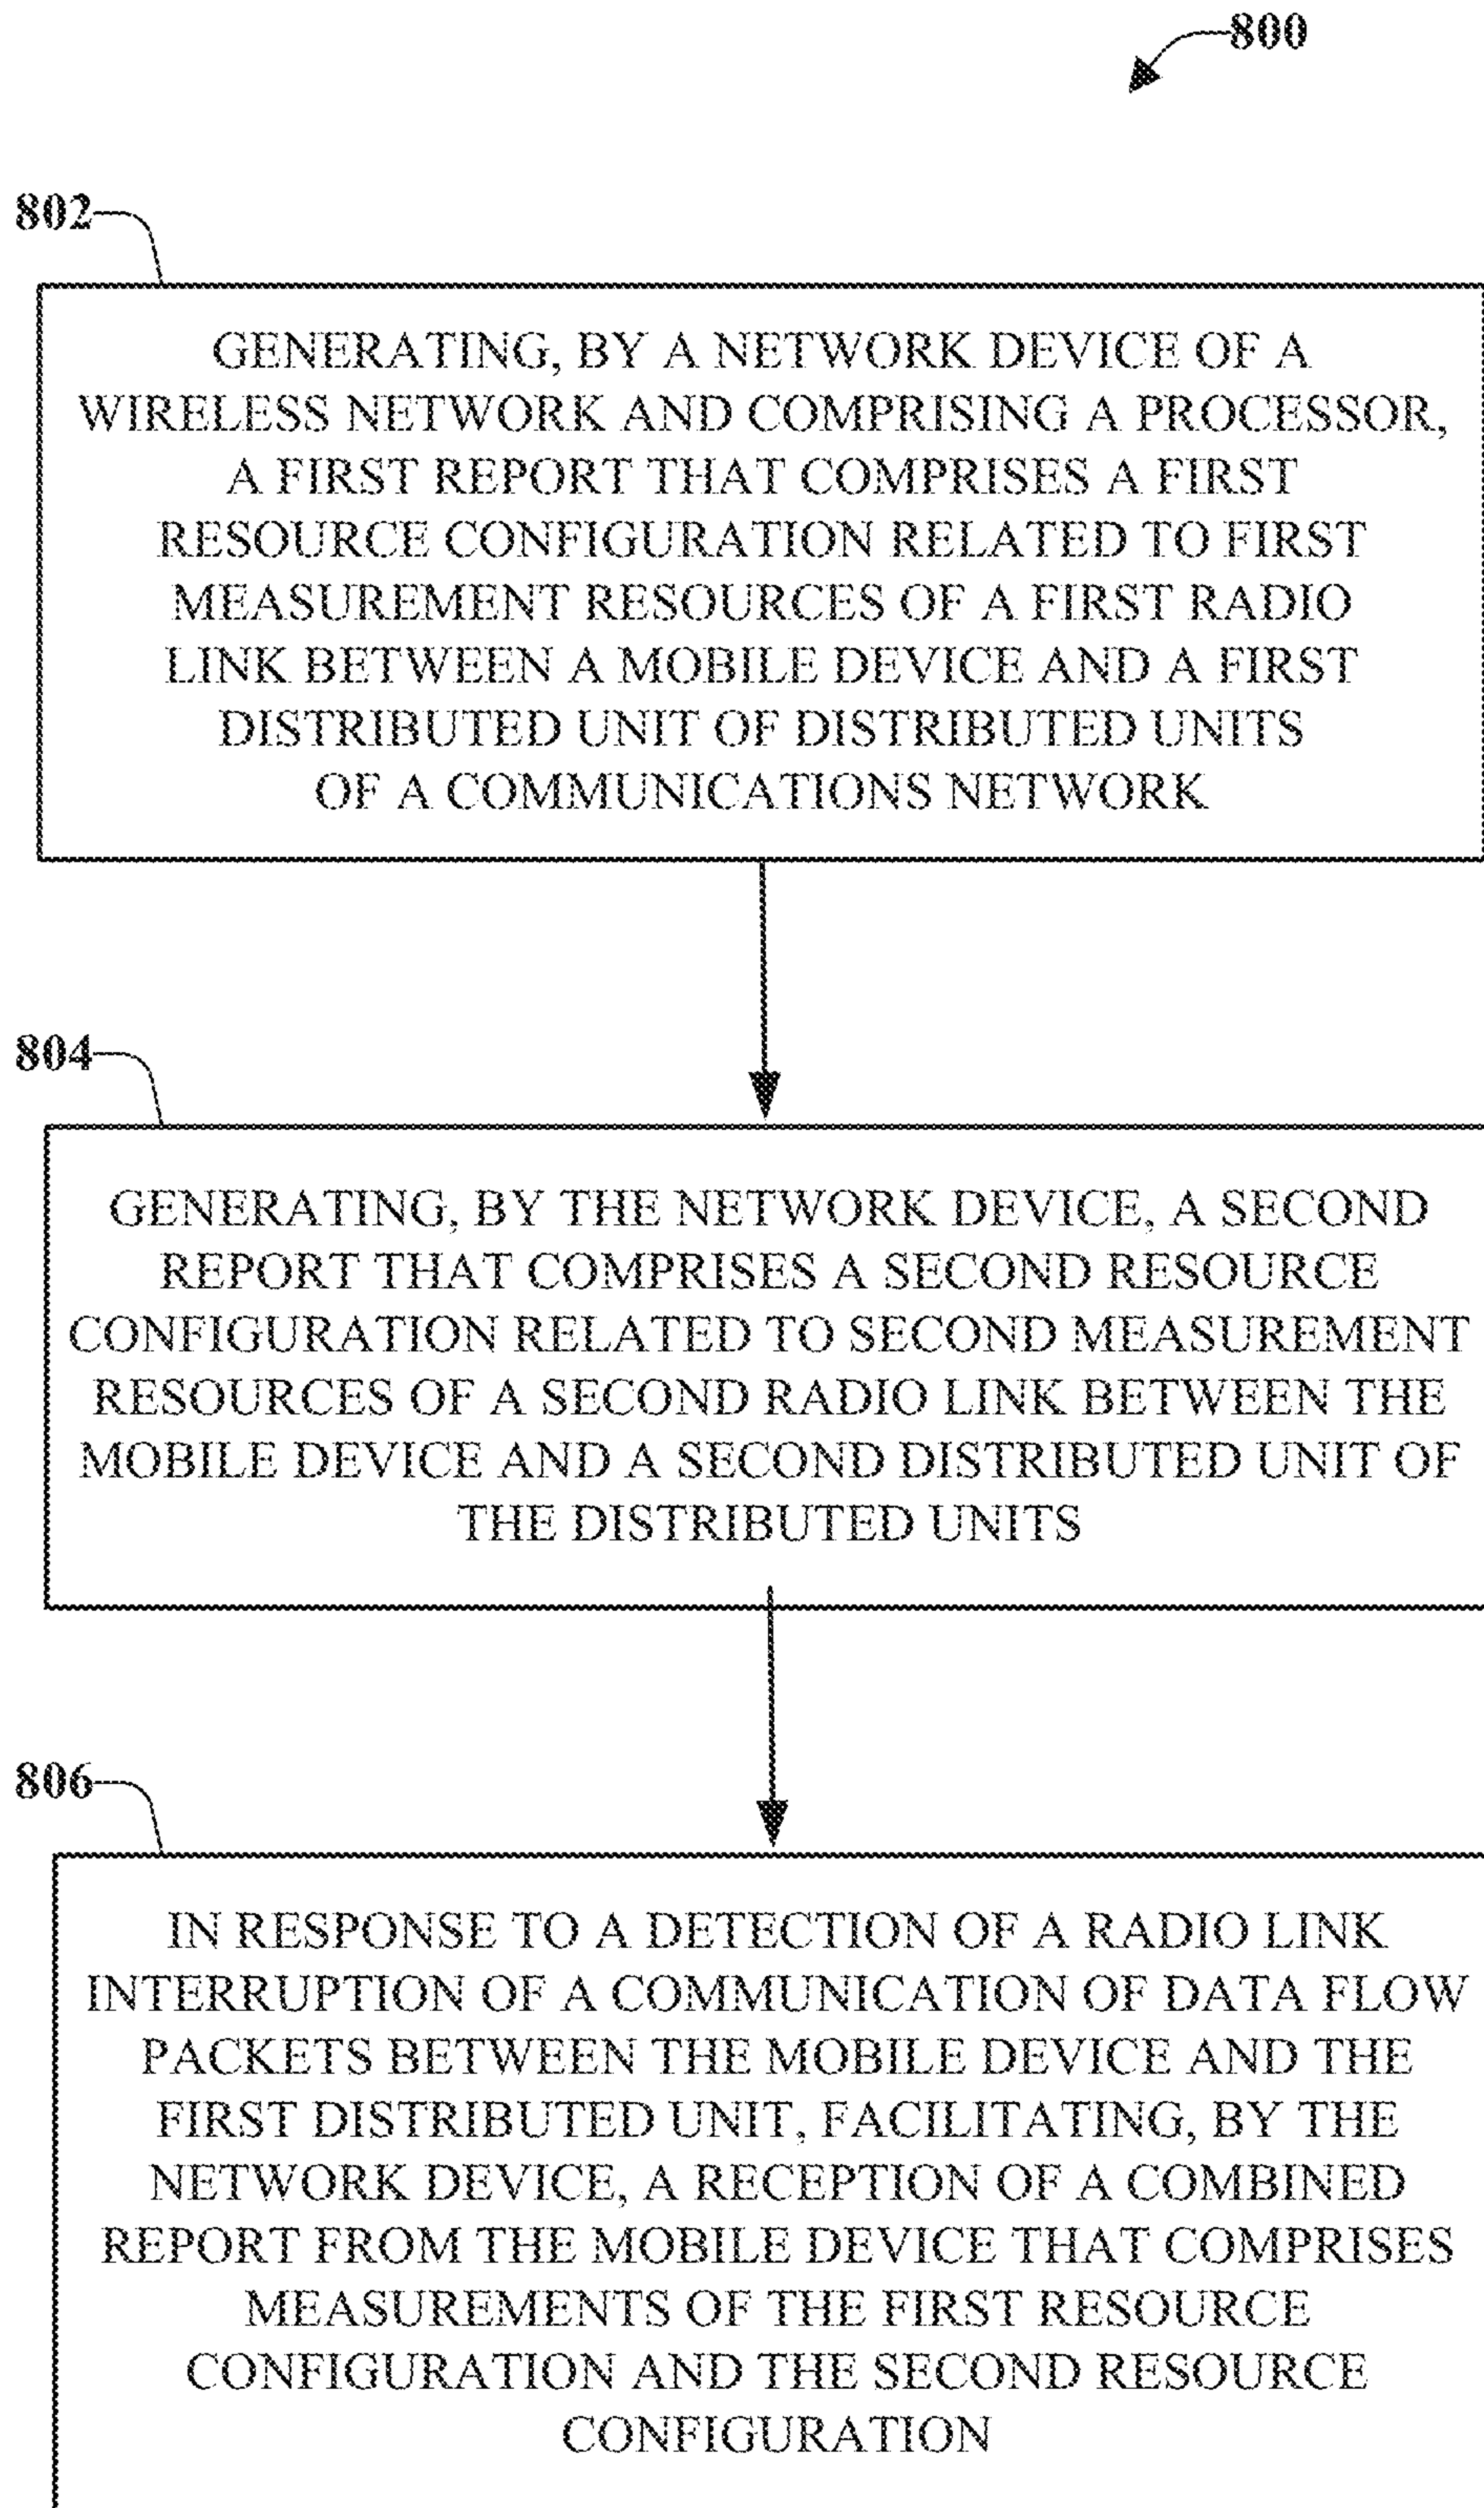 800
802
GENERATING, BY A NETWORK DEVICE OF A
WIRELESS NETWORK AND COMPRISING A PROCESSOR,
A FIRST REPORT THAT COMPRISES A FIRST
RESOURCE CONFIGURATION RELATED TO FIRST
MEASUREMENT RESOURCES OF A FIRST RADIO
LINK BETWEEN A MOBILE DEVICE AND A FIRST
DISTRIBUTED UNIT OF DISTRIBUTED UNITS
OF A COMMUNICATIONS NETWORK
804
GENERATING, BY THE NETWORK DEVICE, A SECOND
REPORT THAT COMPRISES A SECOND RESOURCE
CONFIGURATION RELATED TO SECOND MEASUREMENT
RESOURCES OF A SECOND RADIO LINK BETWEEN THE
MOBILE DEVICE AND A SECOND DISTRIBUTED UNIT OF
THE DISTRIBUTED UNITS
806
IN RESPONSE TO A DETECTION OF A RADIO LINK
INTERRUPTION OF A COMMUNICATION OF DATA FLOW
PACKETS BETWEEN THE MOBILE DEVICE AND THE
FIRST DISTRIBUTED UNIT, FACILITATING, BY THE
NETWORK DEVICE, A RECEPTION OF A COMBINED
REPORT FROM THE MOBILE DEVICE THAT COMPRISES
MEASUREMENTS OF THE FIRST RESOURCE
CONFIGURATION AND THE SECOND RESOURCE
CONFIGURATION